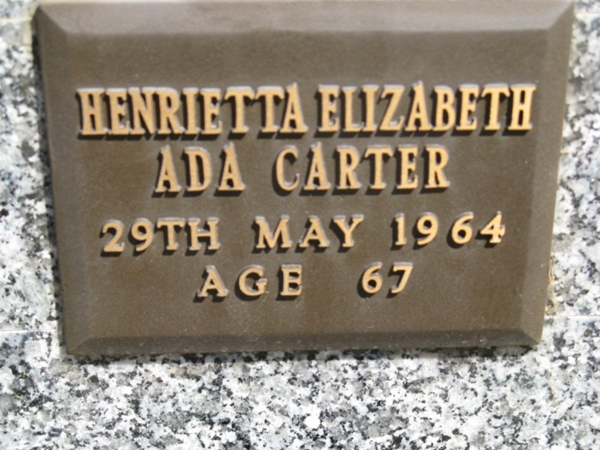 HENRIETTA ELIZABETH
ADA CARTER
29TH MAY 1964
AGE 67